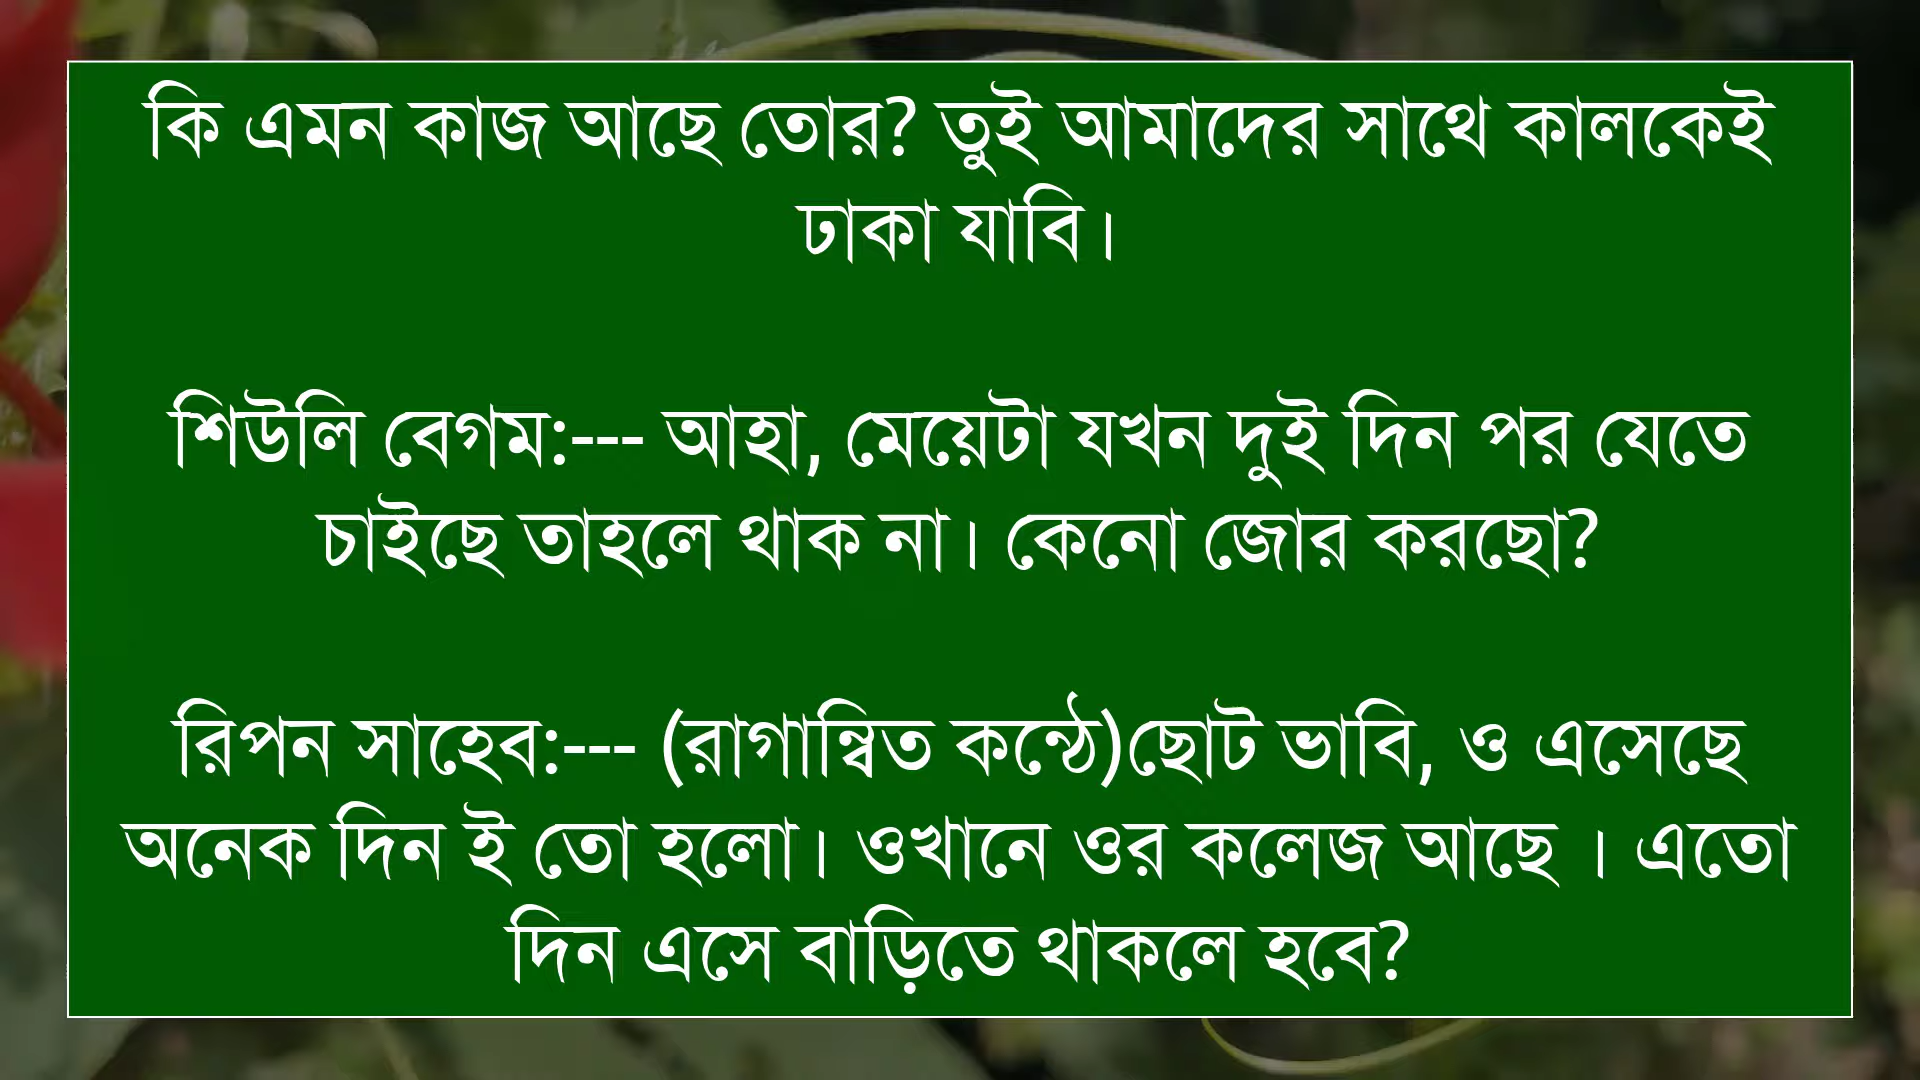 কি এমন কাজ আছে তোর? তুই আমাদের সাথে কালকেই
ঢাকা যাবি।
শিউলি বেগম:--- আহা, মেয়েটা যখন দুই দিন পর যেতে
চাইছে তাহলে থাক না। কেনো জোর করছো?
রিপন সাহেব:--- (রাগান্বিত কন্ঠে)ছোট ভাবি, ও এসেছে
অনেক দিন ই তো হলো। ওখানে ওর কলেজ আছে । এতো
দিন এসে বাড়িতে থাকলে হবে?